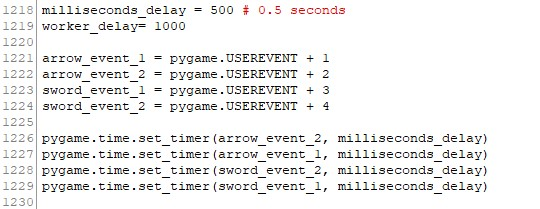 1218 milliseconds_delay = 500 # 0.5 seconds
1219 worker_delay= 1000
1220
1221 arrow_event_1 = pygame.USEREVENT + 1
1222 arrow_event_2 = pygame.USEREVENT + 2
1223 sword_event_1 = pygame.USEREVENT + 3
1224 sword_event_2 = pygame.USEREVENT + 4
1225
1226 pygame.time.set_timer(arrow_event_2, milliseconds_delay)
1227 pygame.time.set_timer(arrow_event_1, milliseconds_delay)
1228 pygame.time.set_timer(sword_event_2, milliseconds_delay)
1229 pygame.time.set_timer(sword_event_1, milliseconds_delay)
1230